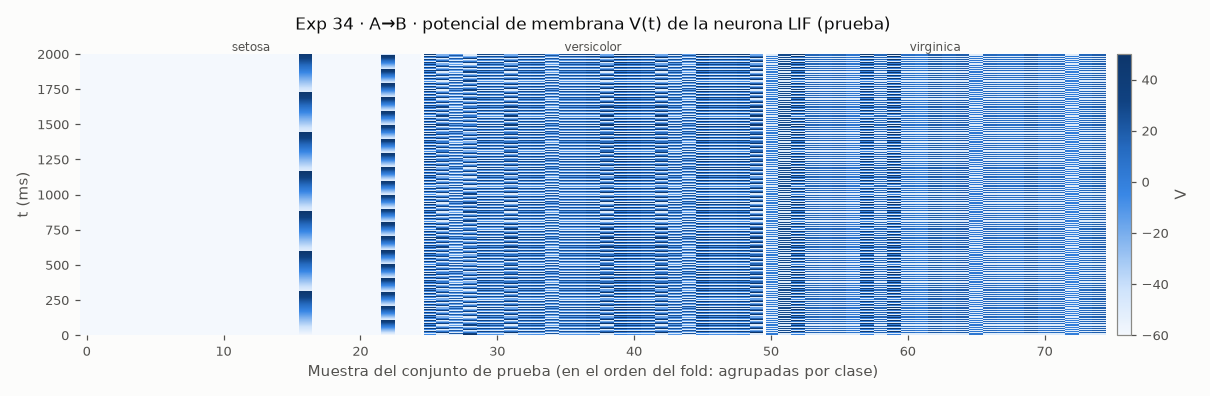 Exp 34 · A→B · potencial de membrana V(t) de la neurona LIF (prueba)
setosa versicolor virginica
2000
1750
1500
1250
1000
750
500
250
0
t (ms)
0 10 20 30 40 50 60 70
Muestra del conjunto de prueba (en el orden del fold: agrupadas por clase)
40
20
0
−20
−40
−60
V